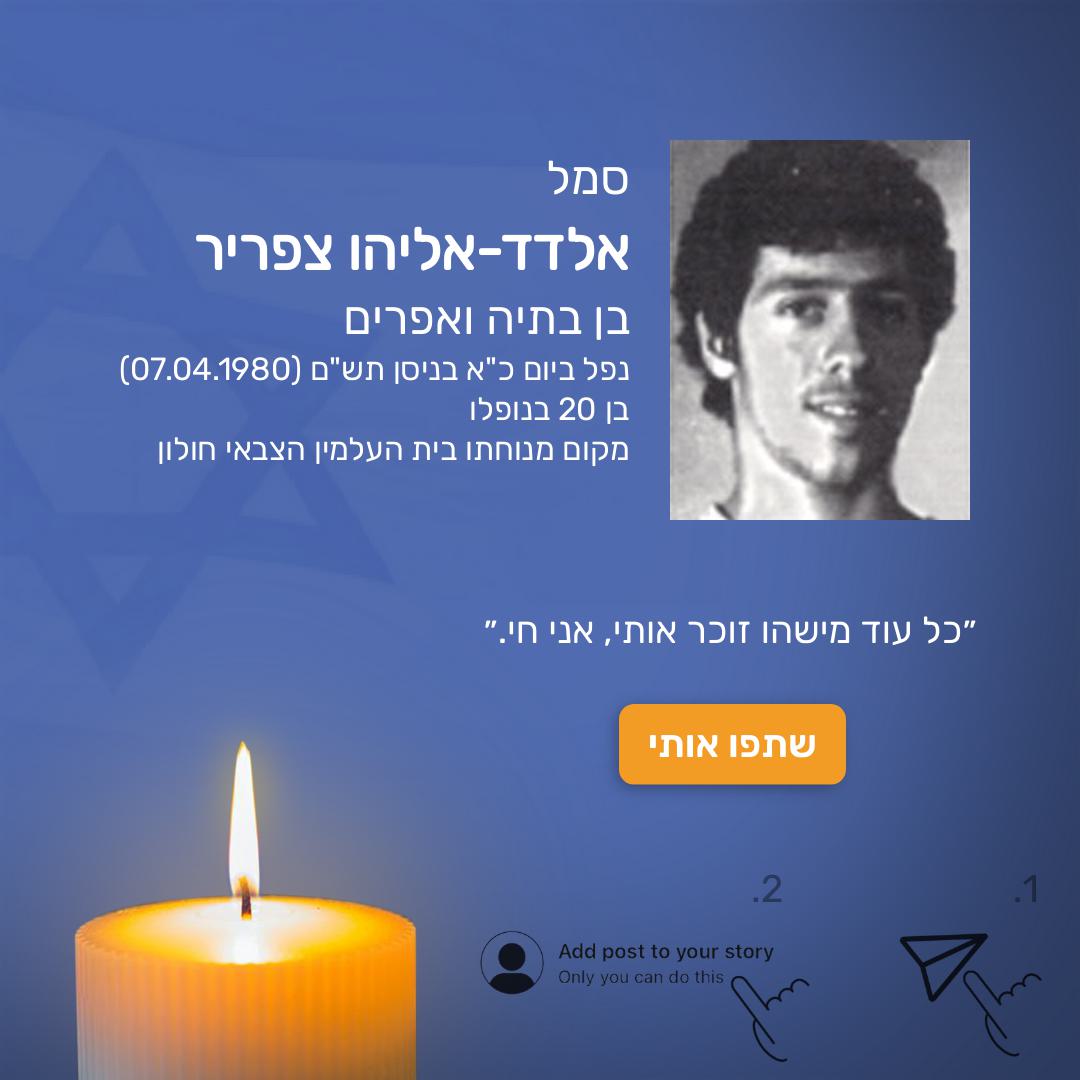 סמל
אלדד-אליהו צפריר
בן בתיה ואפרים
נפל ביום כ"א בניסן תש"ם (07.04.1980)
בן 20 בנופלו
מקום מנוחתו בית העלמין הצבאי חולון
״כל עוד מישהו זוכר אותי, אני חי.״
שתפו אותי
.1
.2
Add post to your story
Only you can do this